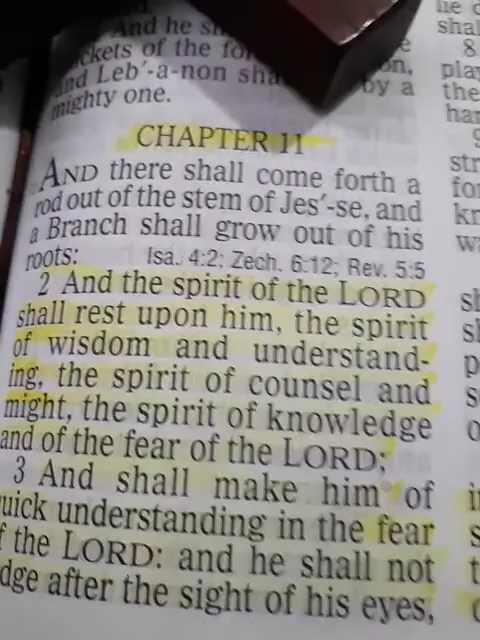 And he
of the
and Leb'-a-non by a
mighty one.
CHAPTER 11
AND there shall come forth a
rod out of the stem of Jes'-se, and
a Branch shall grow out of his
roots: Isa. 4:2; Zech. 6:12; Rev. 5:5
2 And the spirit of the LORD
shall rest upon him, the spirit
of wisdom and understand-
ing, the spirit of counsel and
might, the spirit of knowledge
and of the fear of the LORD;
3 And shall make him of
uick understanding in the fear
f the LORD: and he shall not
dge after the sight of his eyes,
8